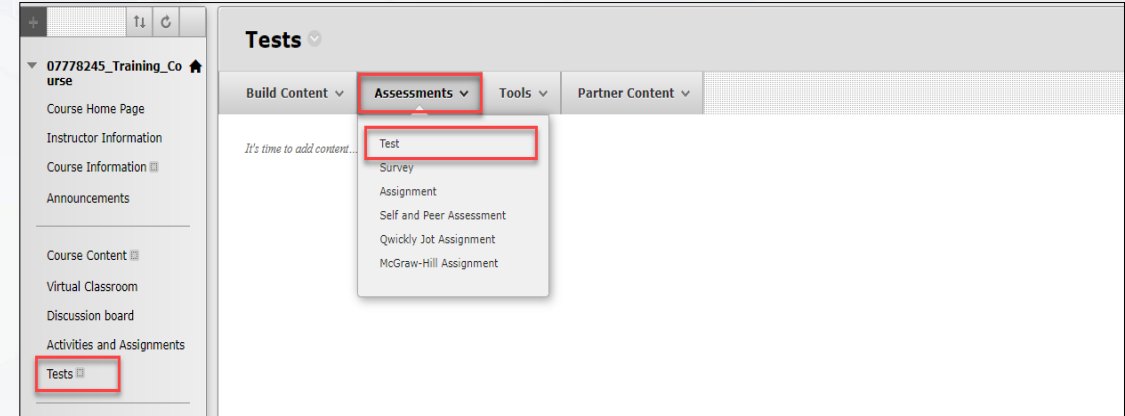 07778245_Training_Co
urse
Course Home Page
Instructor Information
Course Information
Announcements
Course Content
Virtual Classroom
Discussion board
Activities and Assignments
Tests
Tests
Build Content
Assessments
Tools
Partner Content
It's time to add content...
Test
Survey
Assignment
Self and Peer Assessment
Qwickly Jot Assignment
McGraw-Hill Assignment